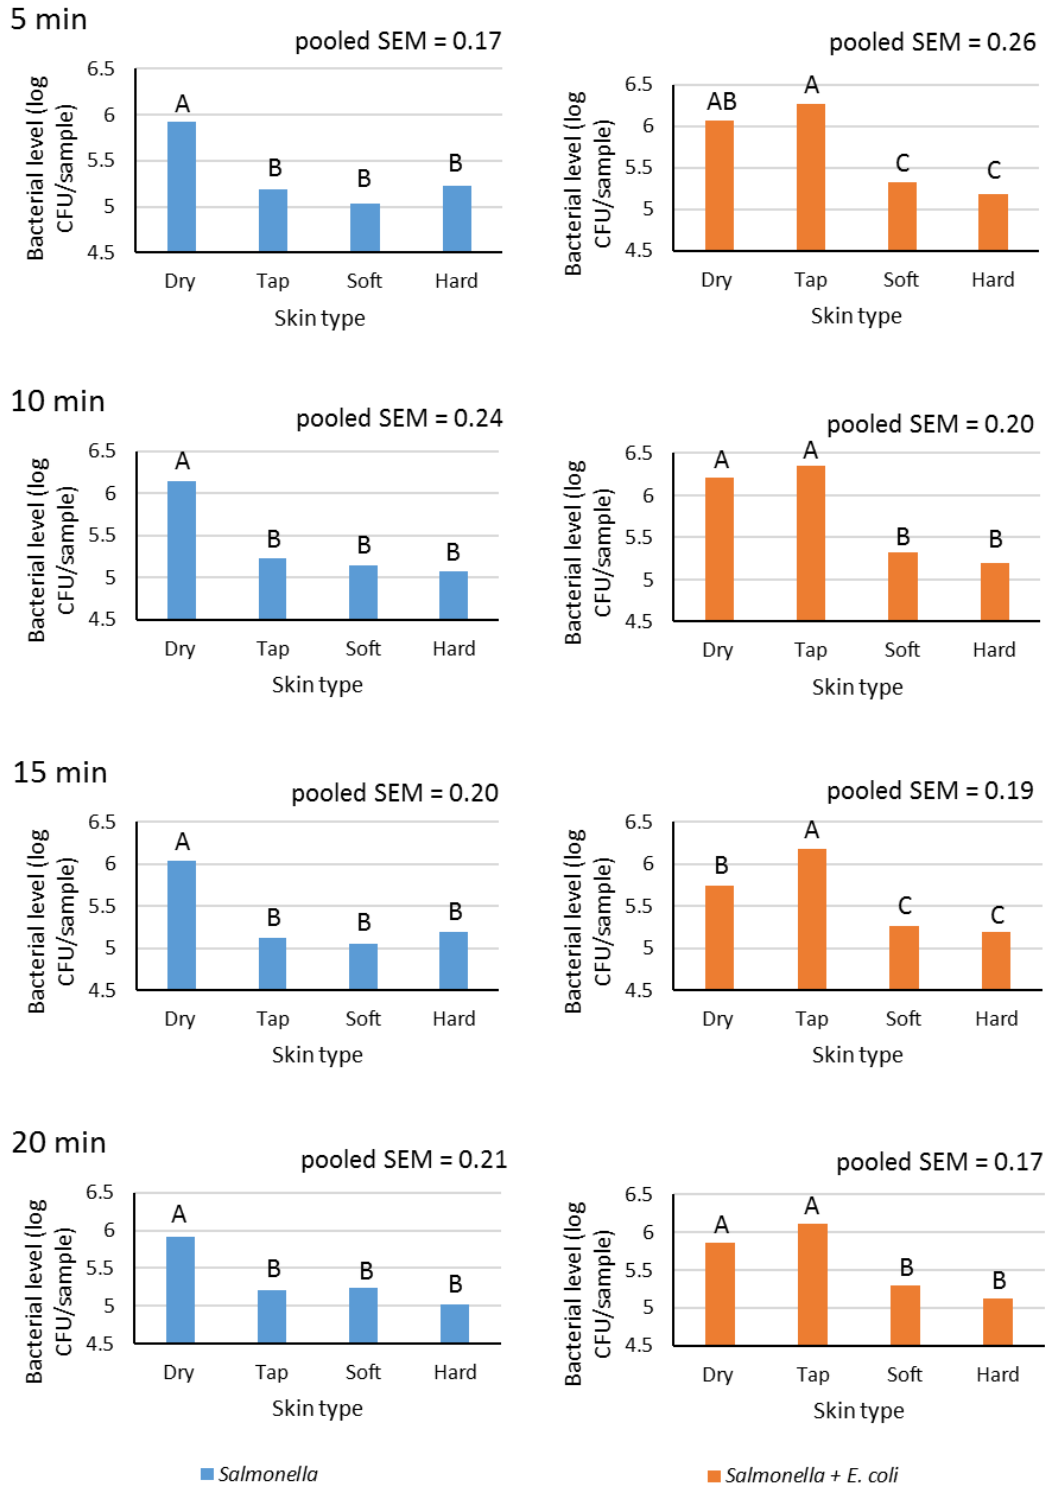 5 min
pooled SEM = 0.17
Bacterial level (log
CFU/sample)
6.5
6
5.5
5
4.5
A
B
B
B
Dry Tap Soft Hard
Skin type
pooled SEM = 0.26
Bacterial level (log
CFU/sample)
6.5
6
5.5
5
4.5
AB
A
C
C
Dry Tap Soft Hard
Skin type
10 min
pooled SEM = 0.24
Bacterial level (log
CFU/sample)
6.5
6
5.5
5
4.5
A
B
B
B
Dry Tap Soft Hard
Skin type
pooled SEM = 0.20
Bacterial level (log
CFU/sample)
6.5
6
5.5
5
4.5
A
A
B
B
Dry Tap Soft Hard
Skin type
15 min
pooled SEM = 0.20
Bacterial level (log
CFU/sample)
6.5
6
5.5
5
4.5
A
B
B
B
Dry Tap Soft Hard
Skin type
pooled SEM = 0.19
Bacterial level (log
CFU/sample)
6.5
6
5.5
5
4.5
B
A
C
C
Dry Tap Soft Hard
Skin type
20 min
pooled SEM = 0.21
Bacterial level (log
CFU/sample)
6.5
6
5.5
5
4.5
A
B
B
B
Dry Tap Soft Hard
Skin type
pooled SEM = 0.17
Bacterial level (log
CFU/sample)
6.5
6
5.5
5
4.5
A
A
B
B
Dry Tap Soft Hard
Skin type
Salmonella
Salmonella + E. coli